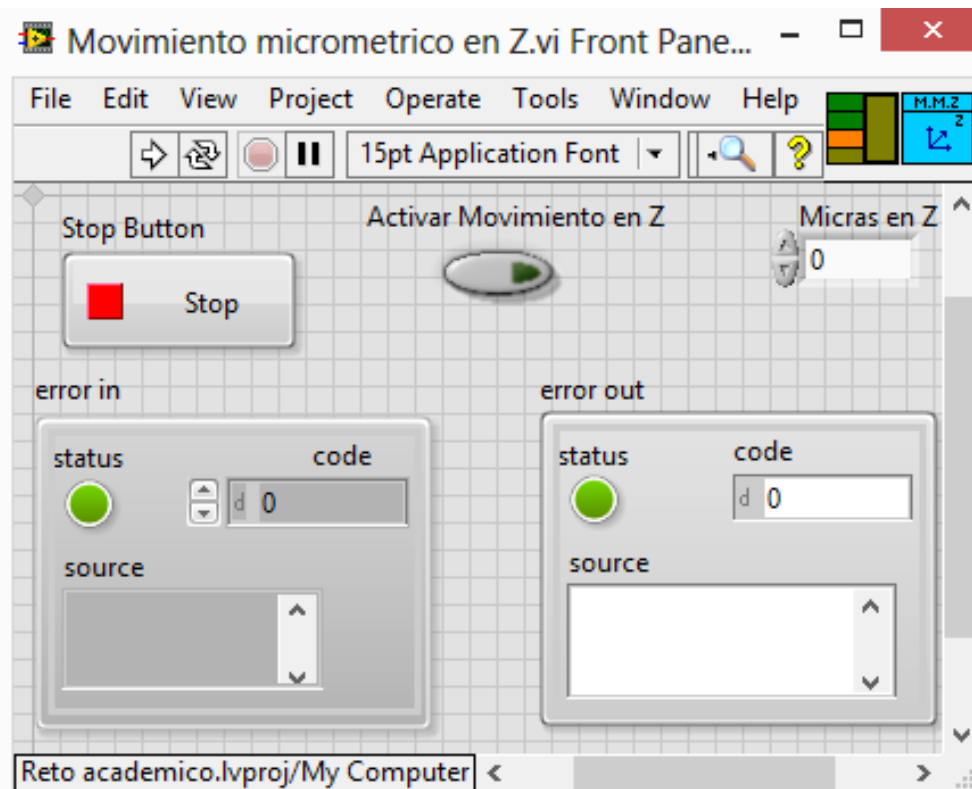 Movimiento micrometrico en Z.vi Front Pane...
File Edit View Project Operate Tools Window Help
M.M.Z
Z
15pt Application Font
Stop Button
Activar Movimiento en Z
Micras en Z
0
Stop
error in
error out
status
code
d 0
source
status
code
d 0
source
Reto academico.lvproj/My Computer